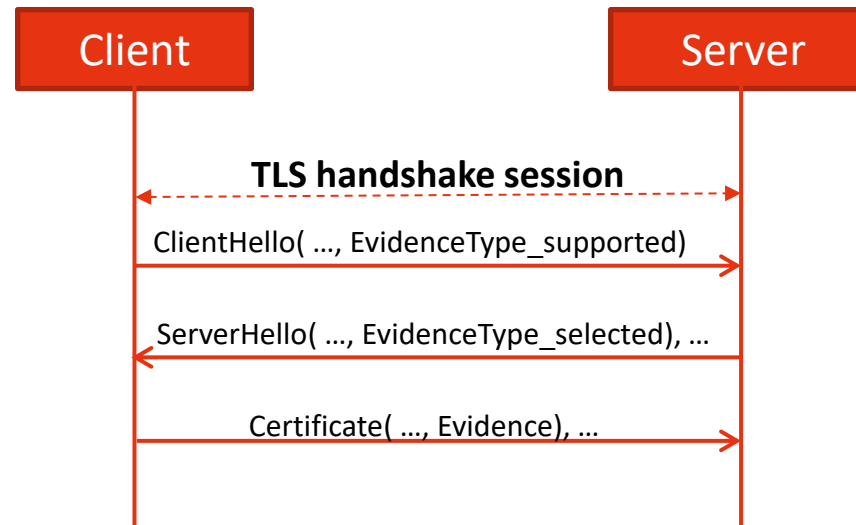 Client
Server
TLS handshake session
ClientHello( …, EvidenceType_supported)
ServerHello( …, EvidenceType_selected), …
Certificate( …, Evidence), …